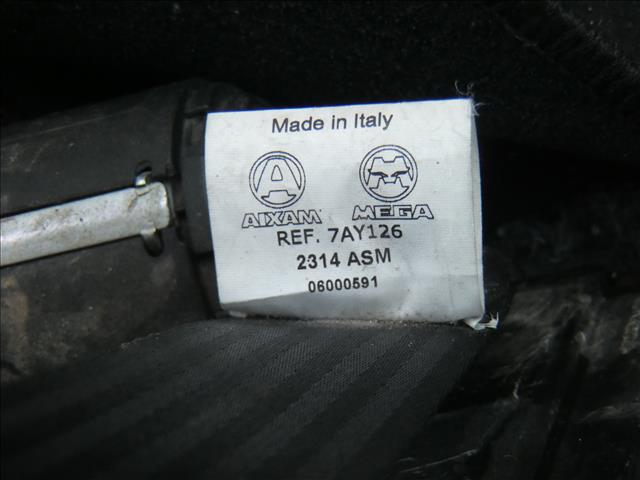 Made in Italy
A
AIXAM MEGA
REF. 7AY126
2314 ASM
06000591